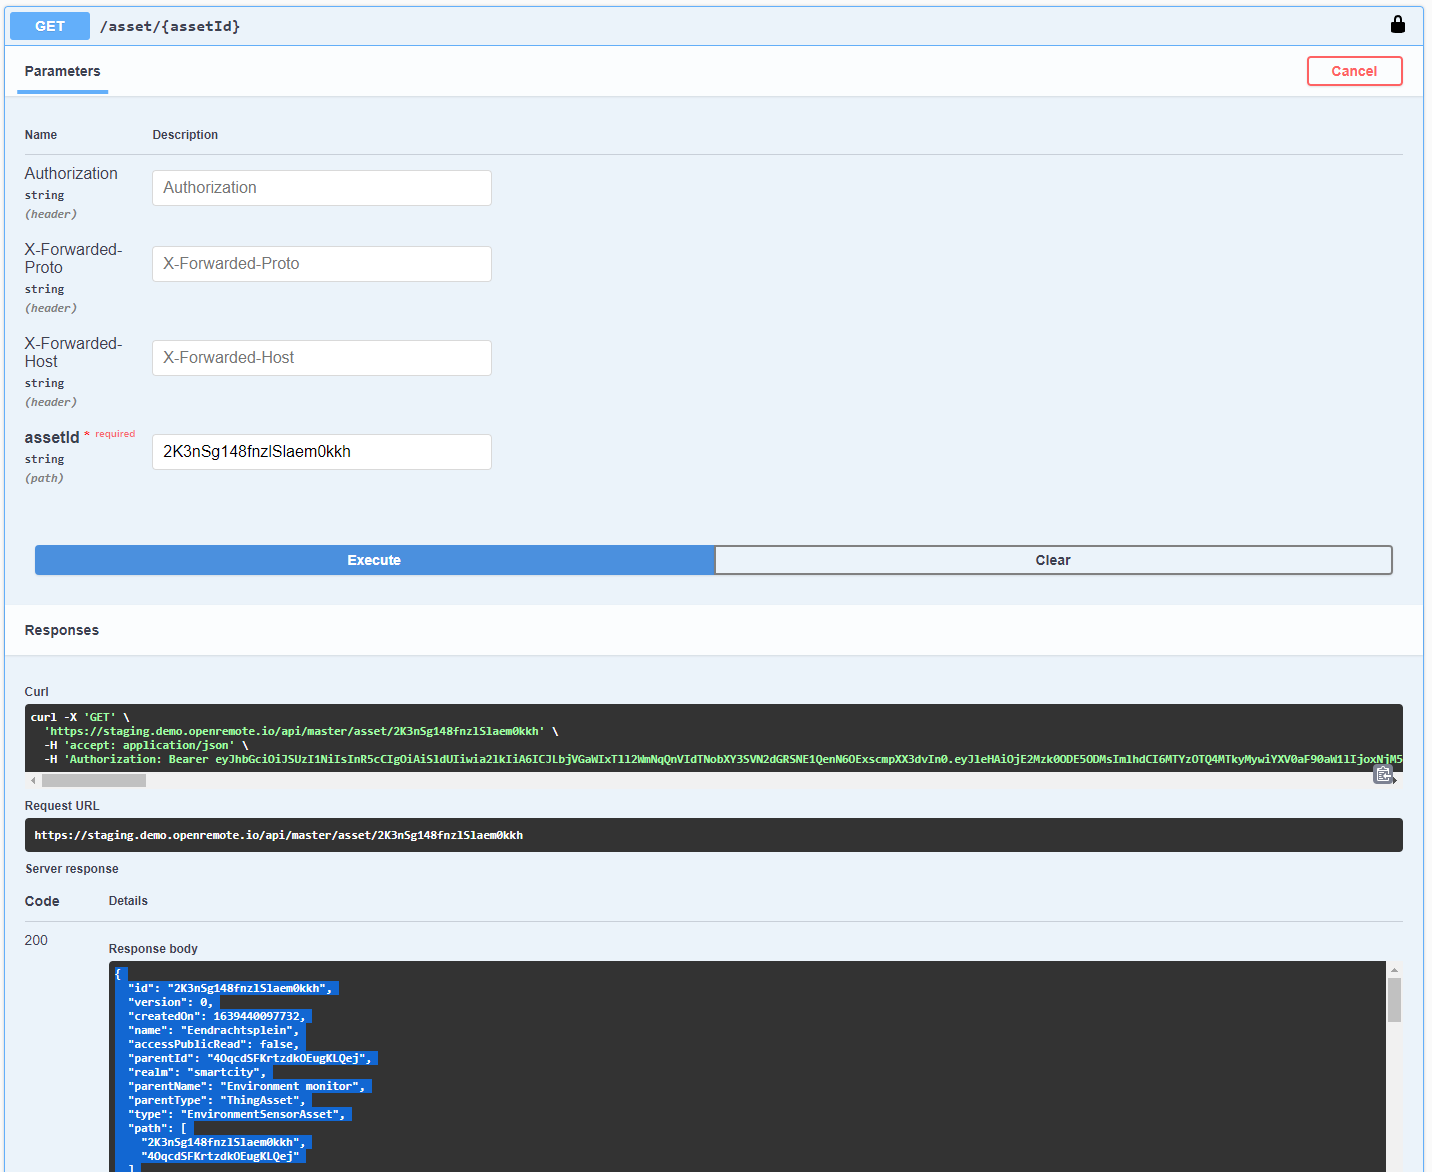 GET /asset/{assetId}
Parameters
Cancel
Name Description
Authorization
string
(header)
Authorization
X-Forwarded-
Proto
string
(header)
X-Forwarded-Proto
X-Forwarded-
Host
string
(header)
X-Forwarded-Host
assetId * required
string
(path)
2K3nSg148fnzlSlaem0kkh
Execute
Clear
Responses
Curl
curl -X 'GET' \
'https://staging.demo.openremote.io/api/master/asset/2K3nSg148fnzlSlaem0kkh' \
-H 'accept: application/json' \
-H 'Authorization: Bearer
Request URL
https://staging.demo.openremote.io/api/master/asset/2K3nSg148fnzlSlaem0kkh
Server response
Code Details
200
Response body
{
"id": "2K3nSg148fnzlSlaem0kkh",
"version": 0,
"createdOn": 1639440097732,
"name": "Eendrachtsplein",
"accessPublicRead": false,
"parentId": "4OqcdSFKrtzdkOEugKLQej",
"realm": "smartcity",
"parentName": "Environment monitor",
"parentType": "ThingAsset",
"type": "EnvironmentSensorAsset",
"path": [
"2K3nSg148fnzlSlaem0kkh",
"4OqcdSFKrtzdkOEugKLQej"
]